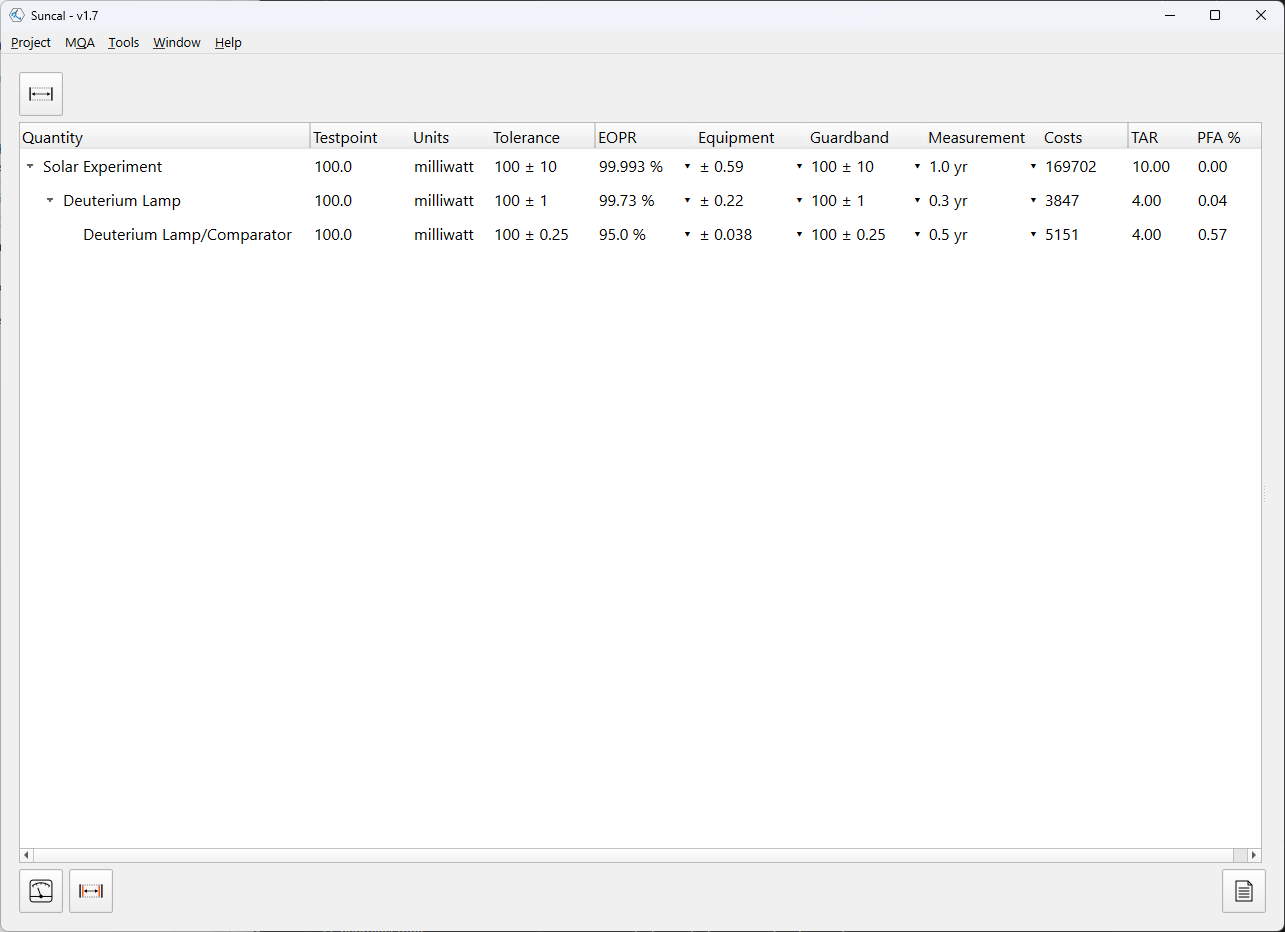 Suncal - v1.7
Project MQA Tools Window Help
Quantity Testpoint Units Tolerance EOPR Equipment Guardband Measurement Costs TAR PFA %
Solar Experiment 100.0 milliwatt 100 ± 10 99.993 % ± 0.59 100 ± 10 1.0 yr 169702 10.00 0.00
Deuterium Lamp 100.0 milliwatt 100 ± 1 99.73 % ± 0.22 100 ± 1 0.3 yr 3847 4.00 0.04
Deuterium Lamp/Comparator 100.0 milliwatt 100 ± 0.25 95.0 % ± 0.038 100 ± 0.25 0.5 yr 5151 4.00 0.57